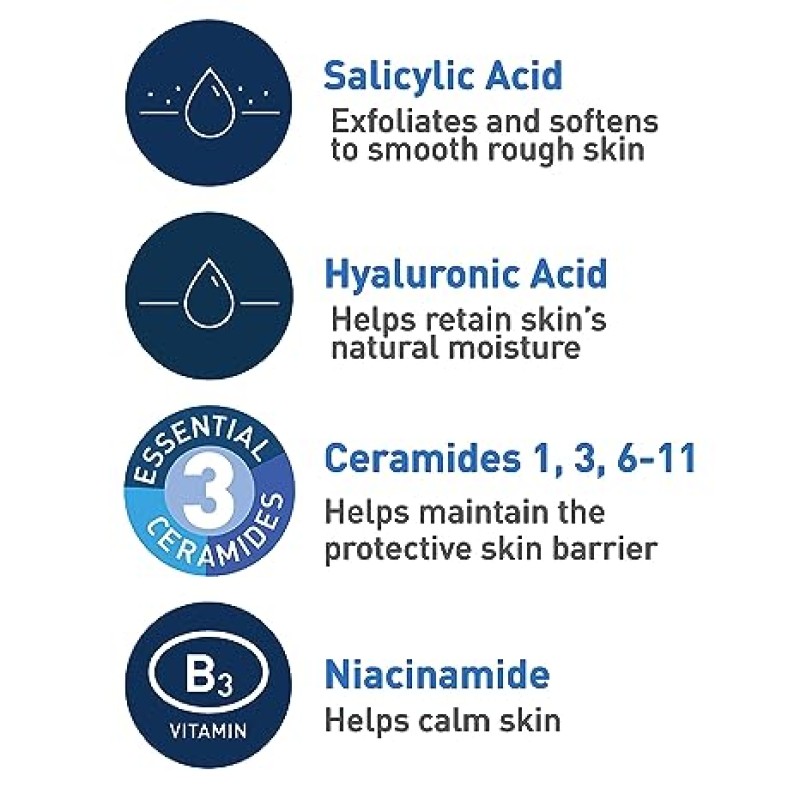 Salicylic Acid
Exfoliates and softens
to smooth rough skin
Hyaluronic Acid
Helps retain skin's
natural moisture
ESSENTIAL
3
CERAMIDES
Ceramides 1, 3, 6-11
Helps maintain the
protective skin barrier
B3
VITAMIN
Niacinamide
Helps calm skin